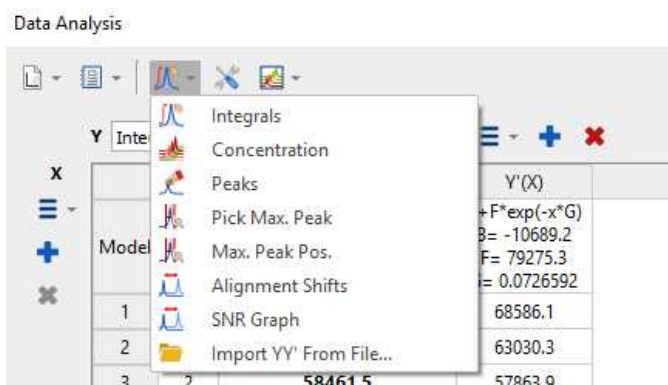 Data Analysis
Y Inte
X
Integrals
Concentration
Peaks
Pick Max. Peak
Max. Peak Pos.
Alignment Shifts
SNR Graph
Import YY' From File...
Y'(X)
Model
+F*exp(-x*G)
B= -10689.2
F= 79275.3
= 0.0726592
1 68586.1
2 63030.3
3 2 58461.5 57863.9